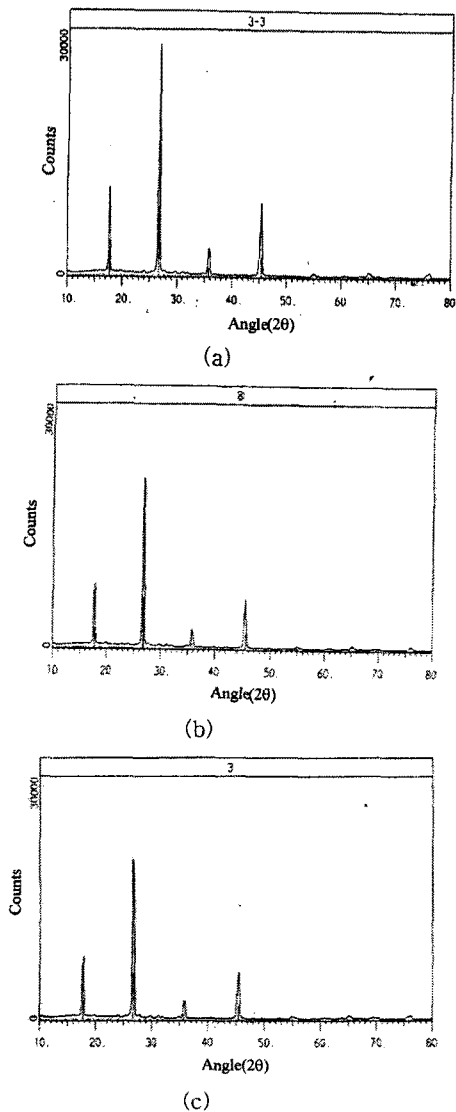 3-3
30000
Counts
0
10. 20. 30. 40. 50. 60. 70. 80
Angle(2θ)
(a)
8
30000
Counts
0
10. 20. 30. 40. 50. 60. 70. 80
Angle(2θ)
(b)
3
30000
Counts
0
10. 20. 30. 40. 50. 60. 70. 80
Angle(2θ)
(c)